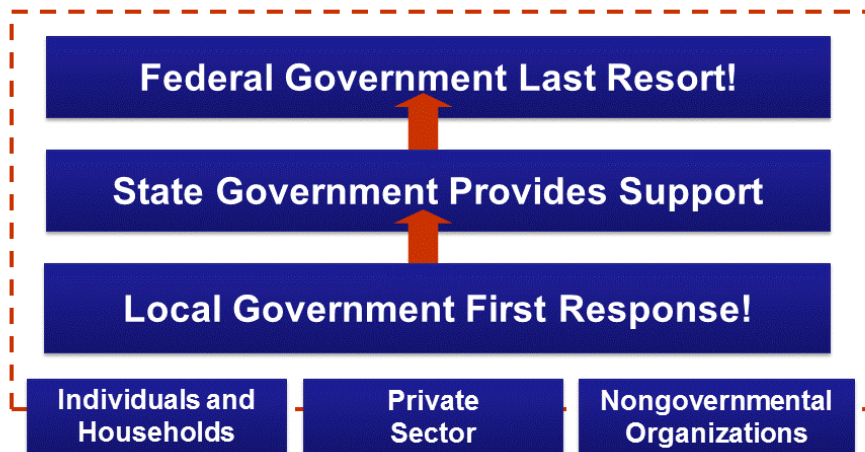 Federal Government Last Resort!
State Government Provides Support
Local Government First Response!
Individuals and
Households
Private
Sector
Nongovernmental
Organizations